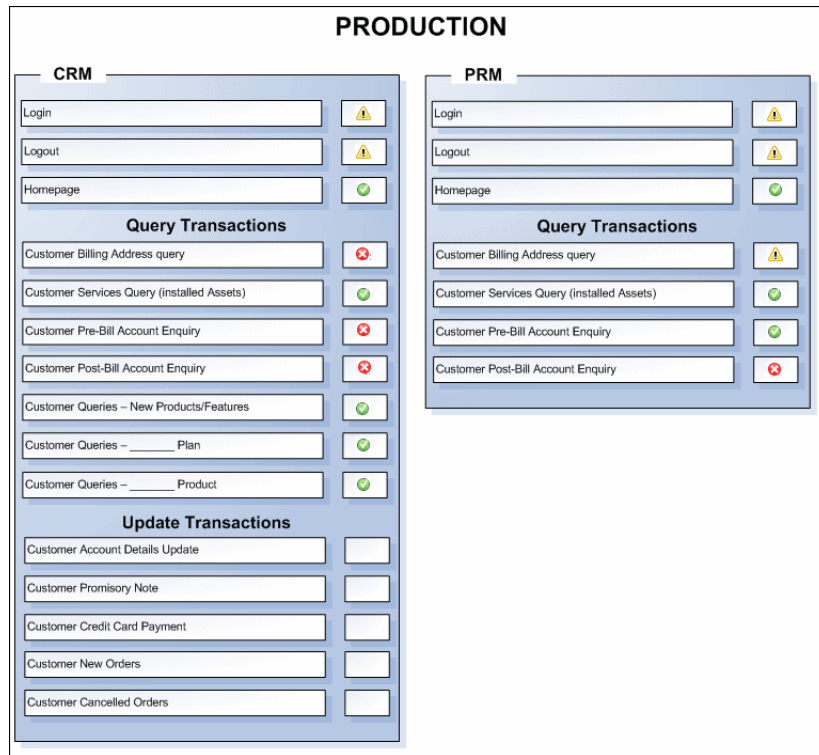 PRODUCTION
CRM
Login
Logout
Homepage
Query Transactions
Customer Billing Address query
Customer Services Query (installed Assets)
Customer Pre-Bill Account Enquiry
Customer Post-Bill Account Enquiry
Customer Queries – New Products/Features
Customer Queries – _______ Plan
Customer Queries – _______ Product
Update Transactions
Customer Account Details Update
Customer Promisory Note
Customer Credit Card Payment
Customer New Orders
Customer Cancelled Orders
PRM
Login
Logout
Homepage
Query Transactions
Customer Billing Address query
Customer Services Query (installed Assets)
Customer Pre-Bill Account Enquiry
Customer Post-Bill Account Enquiry